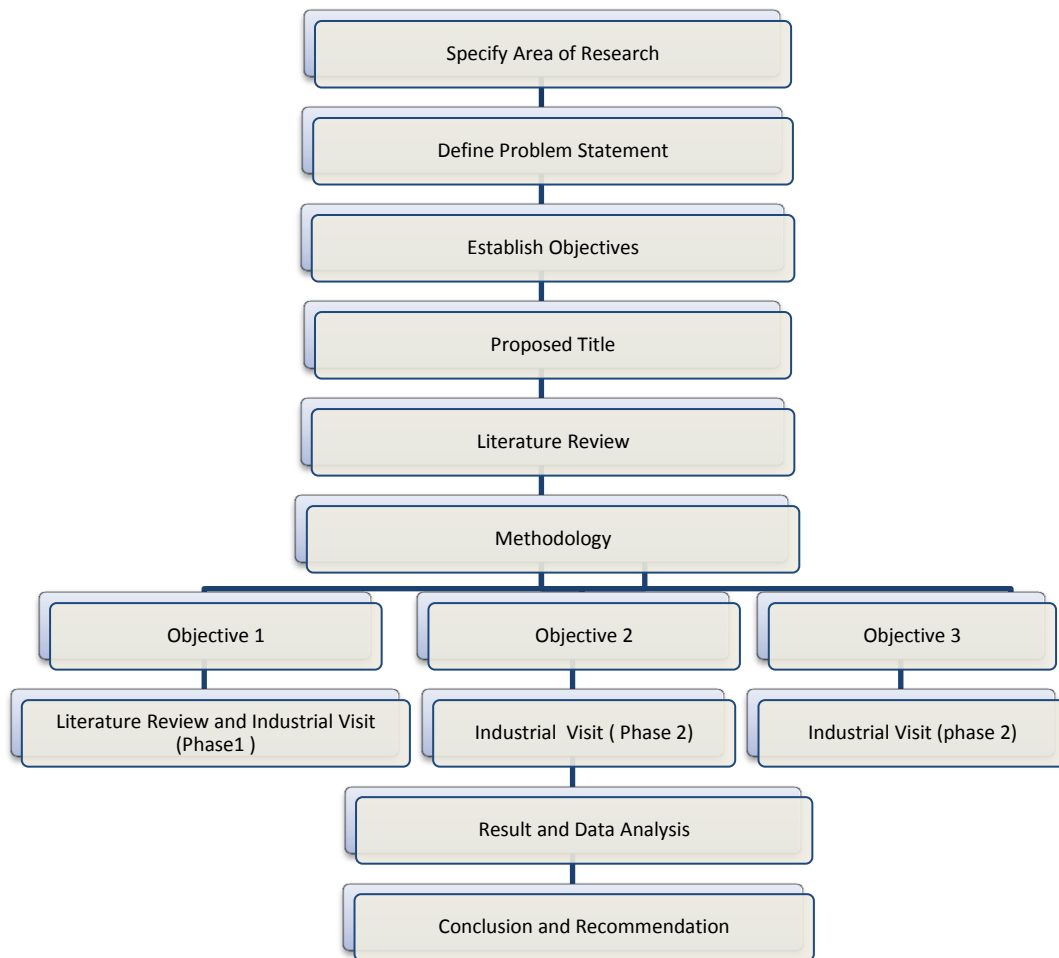 Specify Area of Research
Define Problem Statement
Establish Objectives
Proposed Title
Literature Review
Methodology
Objective 1
Objective 2
Objective 3
Literature Review and Industrial Visit
(Phase1 )
Industrial  Visit ( Phase 2)
Industrial Visit (phase 2)
Result and Data Analysis
Conclusion and Recommendation